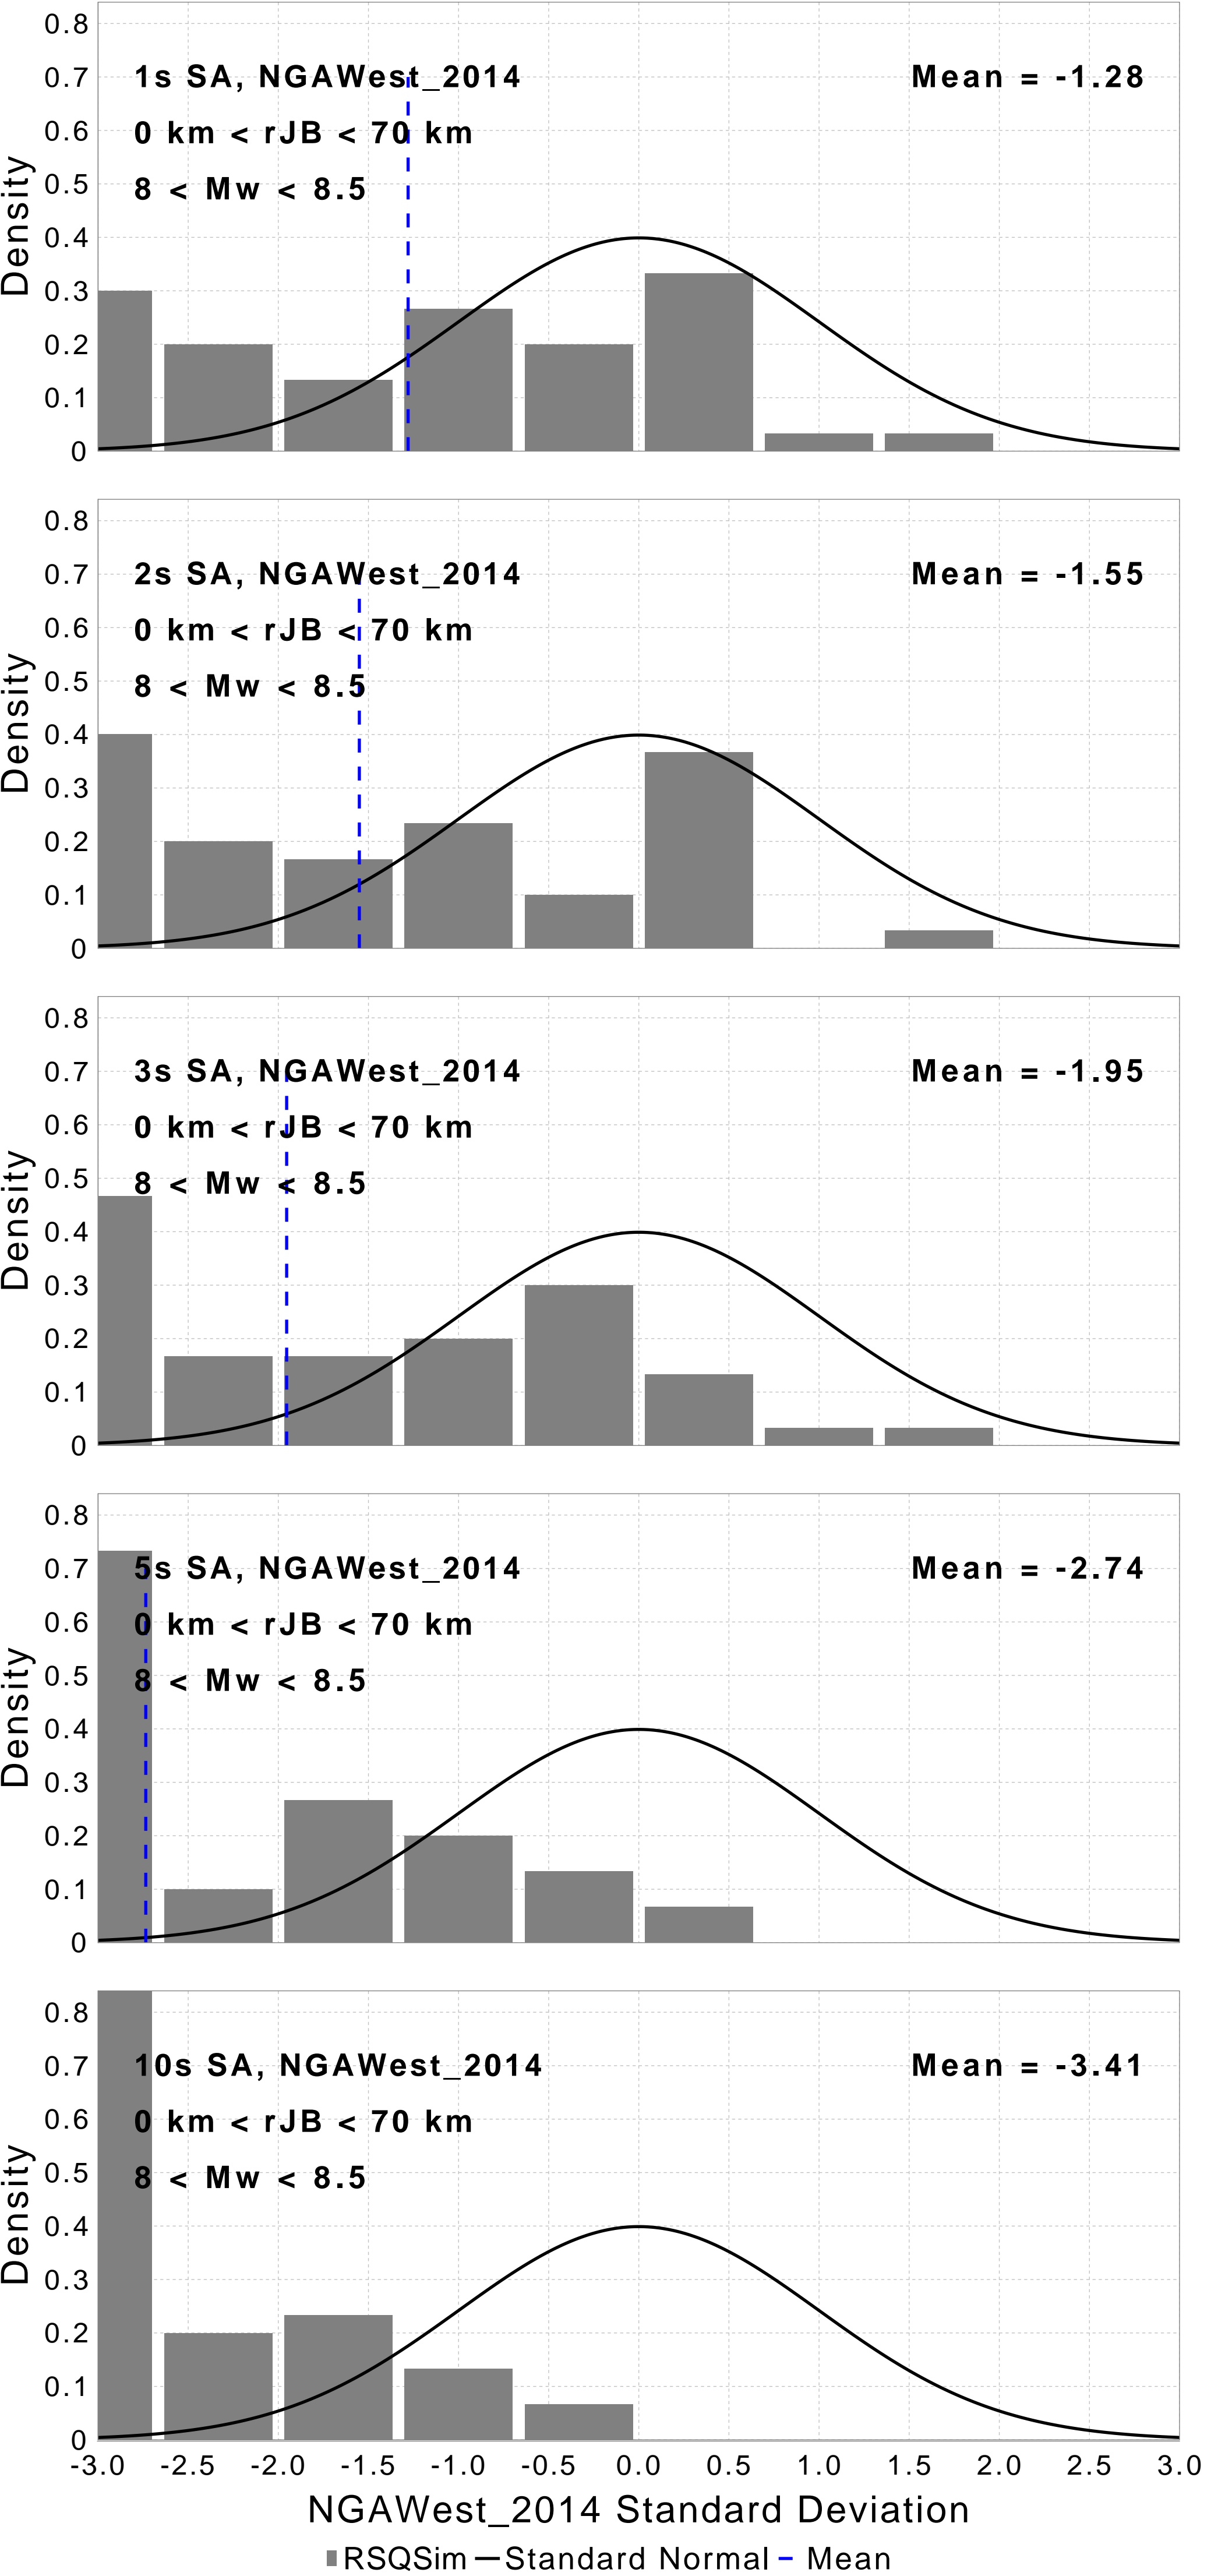 0.8
0.7
0.6
0.5
0.4
0.3
0.2
0.1
0
Density
1s SA, NGAWest_2014
Mean = -1.28
0 km < rJB < 70 km
8 < Mw < 8.5
0.8
0.7
0.6
0.5
0.4
0.3
0.2
0.1
0
Density
2s SA, NGAWest_2014
Mean = -1.55
0 km < rJB < 70 km
8 < Mw < 8.5
0.8
0.7
0.6
0.5
0.4
0.3
0.2
0.1
0
Density
3s SA, NGAWest_2014
Mean = -1.95
0 km < rJB < 70 km
8 < Mw < 8.5
0.8
0.7
0.6
0.5
0.4
0.3
0.2
0.1
0
Density
5s SA, NGAWest_2014
Mean = -2.74
0 km < rJB < 70 km
8 < Mw < 8.5
0.8
0.7
0.6
0.5
0.4
0.3
0.2
0.1
0
Density
10s SA, NGAWest_2014
Mean = -3.41
0 km < rJB < 70 km
8 < Mw < 8.5
-3.0 -2.5 -2.0 -1.5 -1.0 -0.5 0.0 0.5 1.0 1.5 2.0 2.5 3.0
NGAWest_2014 Standard Deviation
RSQSim Standard Normal Mean